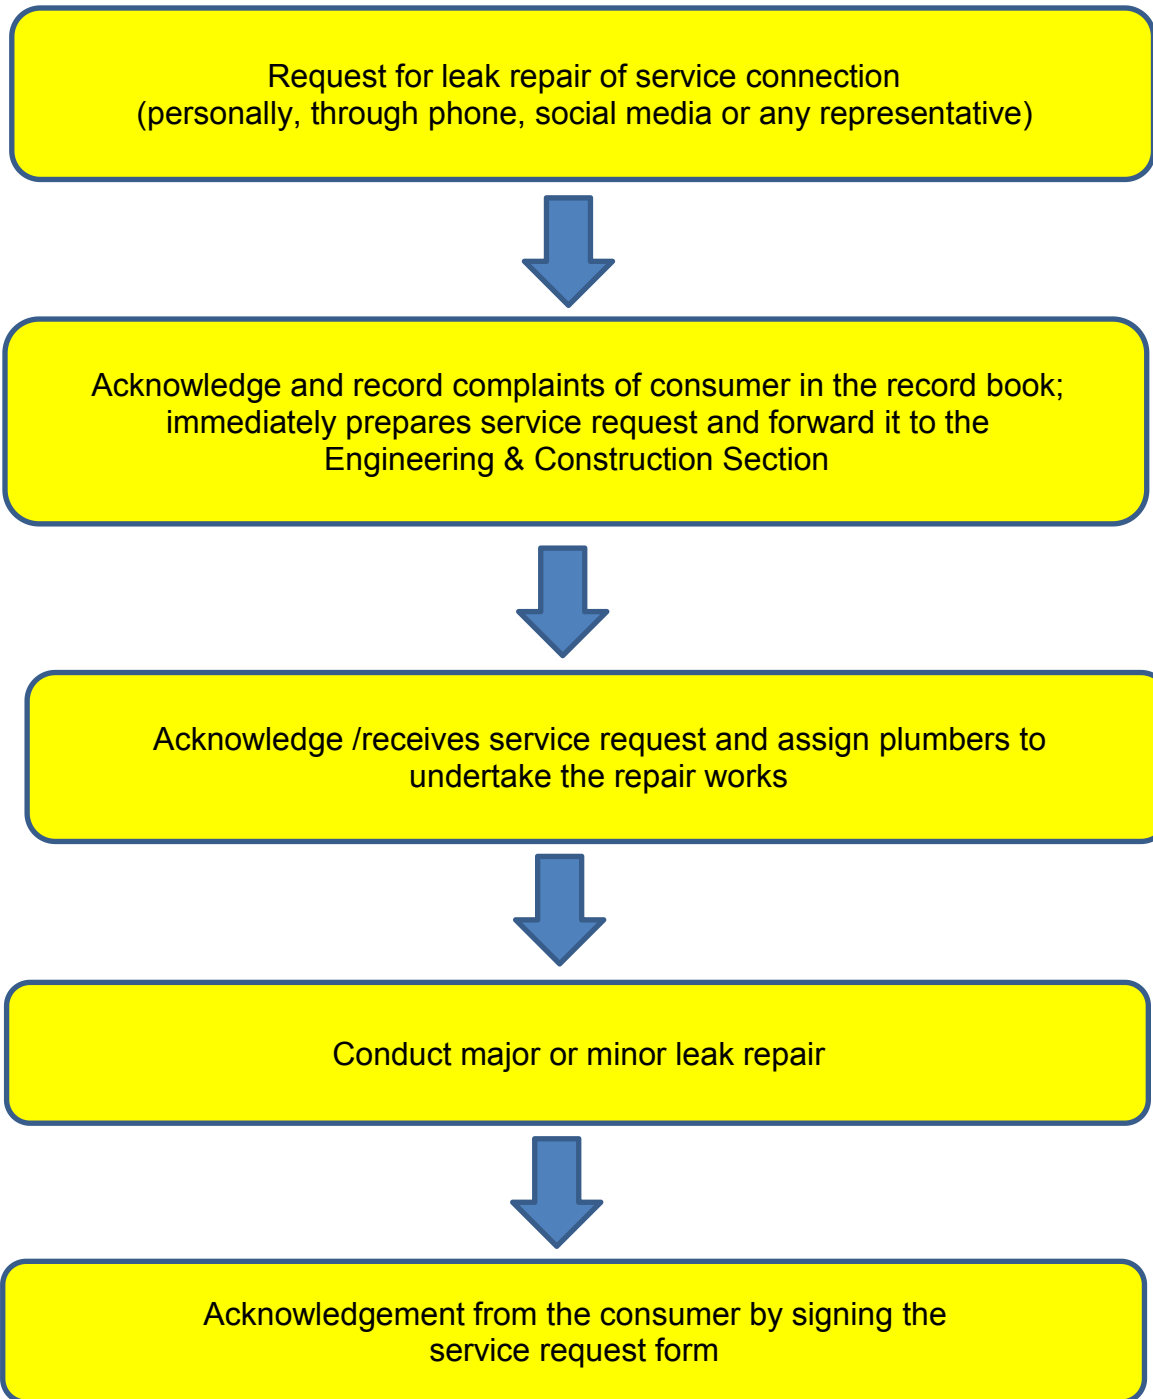 Request for leak repair of service connection
(personally, through phone, social media or any representative)
Acknowledge and record complaints of consumer in the record book;
immediately prepares service request and forward it to the
Engineering & Construction Section
Acknowledge /receives service request and assign plumbers to
undertake the repair works
Conduct major or minor leak repair
Acknowledgement from the consumer by signing the
service request form